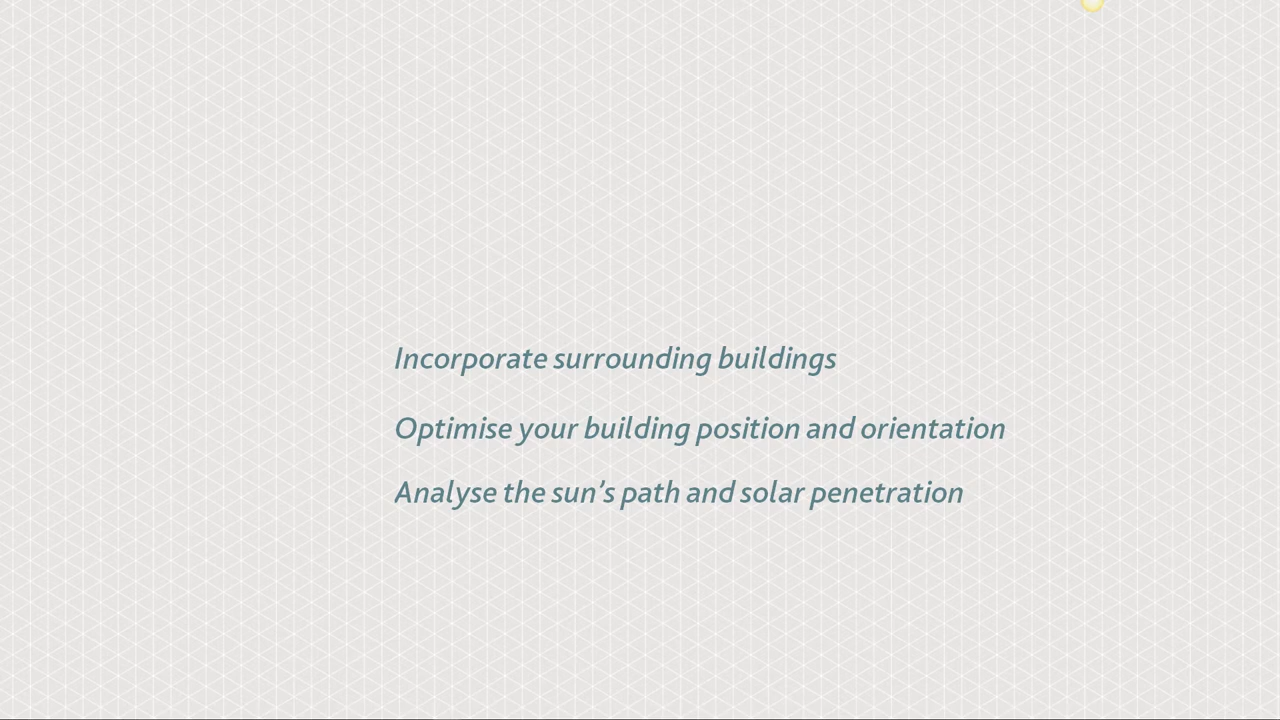 Incorporate surrounding buildings
Optimise your building position and orientation
Analyse the sun’s path and solar penetration